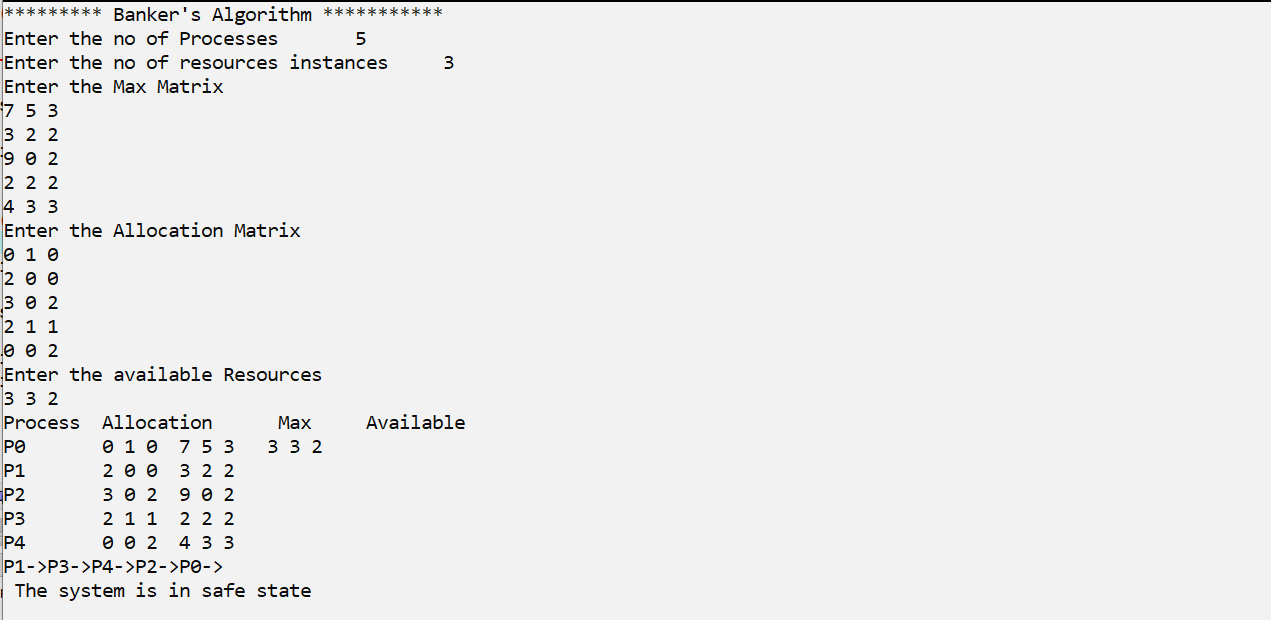 ********* Banker's Algorithm ***********
Enter the no of Processes       5
Enter the no of resources instances     3
Enter the Max Matrix
7 5 3
3 2 2
9 0 2
2 2 2
4 3 3
Enter the Allocation Matrix
0 1 0
2 0 0
3 0 2
2 1 1
0 0 2
Enter the available Resources
3 3 2
Process  Allocation      Max     Available
P0       0 1 0  7 5 3   3 3 2
P1       2 0 0  3 2 2
P2       3 0 2  9 0 2
P3       2 1 1  2 2 2
P4       0 0 2  4 3 3
P1->P3->P4->P2->P0->
 The system is in safe state